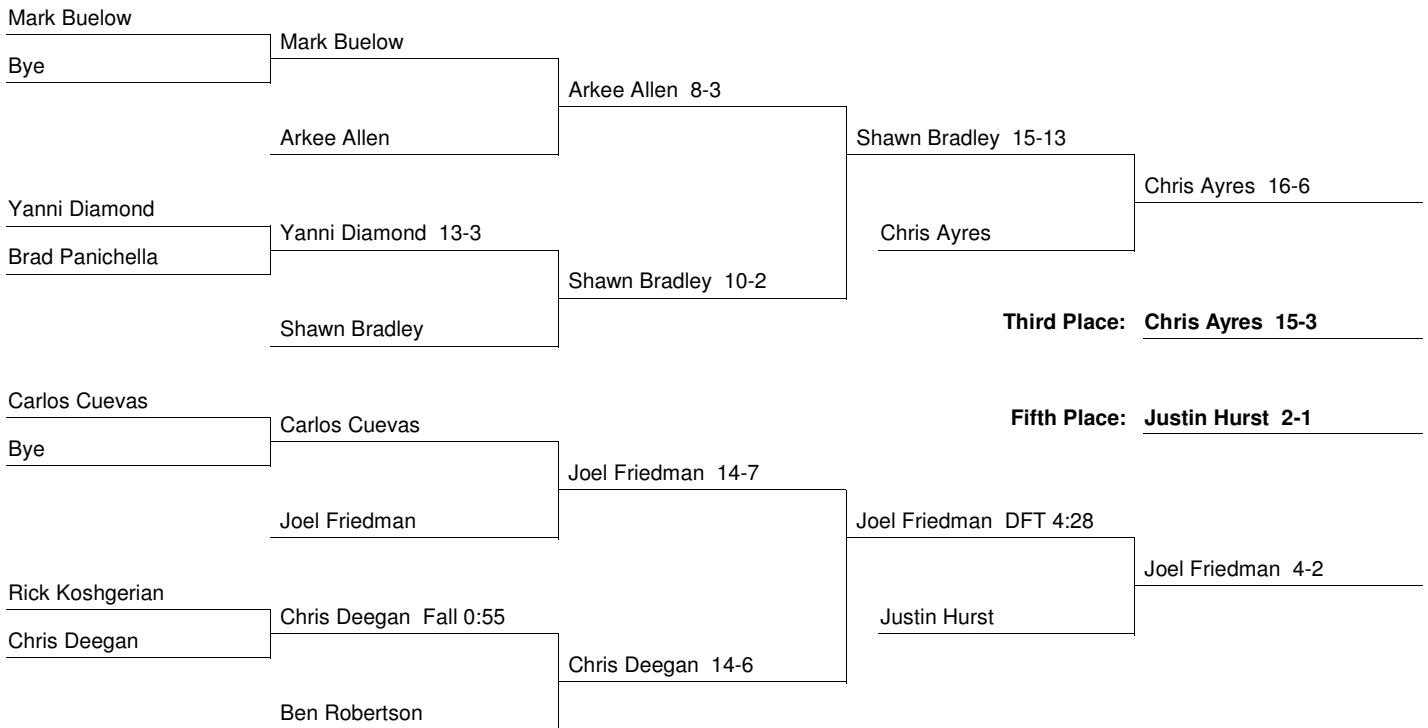 Mark Buelow
Mark Buelow
Bye
Arkee Allen 8-3
Arkee Allen
Shawn Bradley 15-13
Chris Ayres 16-6
Yanni Diamond
Yanni Diamond 13-3
Chris Ayres
Brad Panichella
Shawn Bradley 10-2
Shawn Bradley
Third Place: Chris Ayres 15-3
Carlos Cuevas
Carlos Cuevas
Fifth Place: Justin Hurst 2-1
Bye
Joel Friedman 14-7
Joel Friedman
Joel Friedman DFT 4:28
Joel Friedman 4-2
Rick Koshgerian
Chris Deegan Fall 0:55
Justin Hurst
Chris Deegan
Chris Deegan 14-6
Ben Robertson